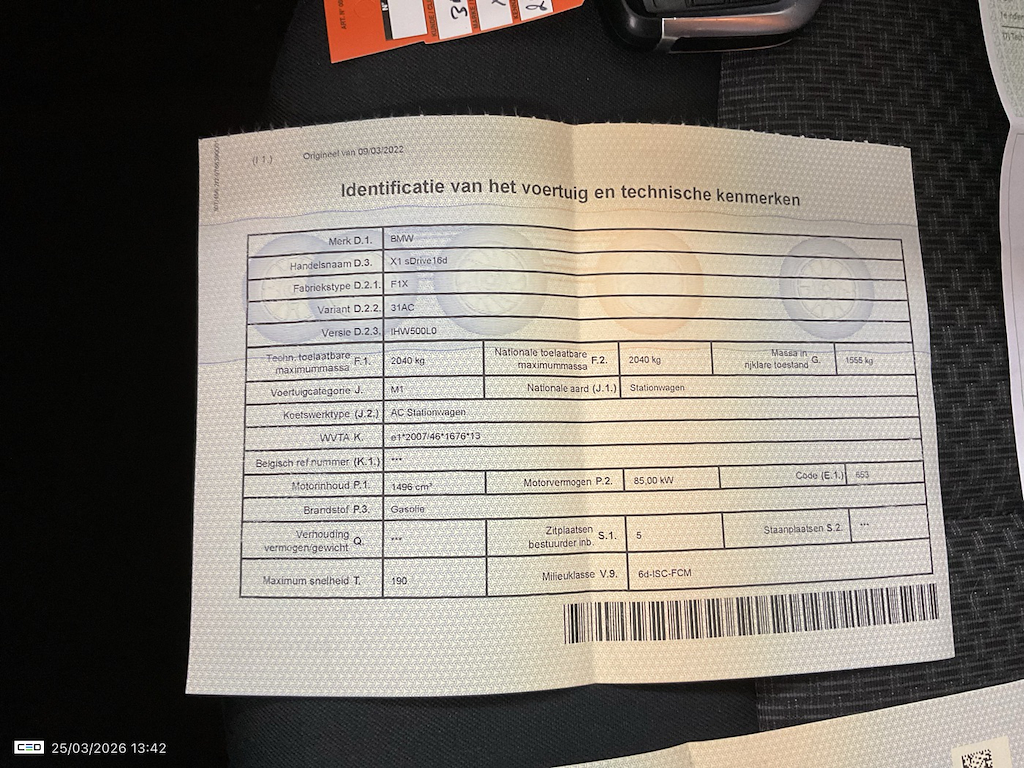 (I 1.)
Origineel van 09/03/2022
Identificatie van het voertuig en technische kenmerken
Merk D.1. BMW
Handelsnaam D.3. X1 sDrive16d
Fabriekstype D.2.1. F1X
Variant D.2.2. 31AC
Versie D.2.3. IHW500L0
Techn. toelaatbare maximummassa F.1. 2040 kg Nationale toelaatbare maximummassa F.2. 2040 kg Massa in rijklare toestand G. 1555 kg
Voertuigcategorie J. M1 Nationale aard (J.1.) Stationwagen
Koetswerktype (J.2.) AC Stationwagen
WVTA K. e1*2007/46*1676*13
Belgisch ref.nummer (K.1.) ***
Motorinhoud P.1. 1496 cm³ Motorvermogen P.2. 85,00 kW Code (E.1.) 653
Brandstof P.3. Gasolie
Verhouding vermogen/gewicht Q. *** Zitplaatsen bestuurder inb. S.1. 5 Staanplaatsen S.2. ***
Maximum snelheid T. 190 Milieuklasse V.9. 6d-ISC-FCM
CEO 25/03/2026 13:42